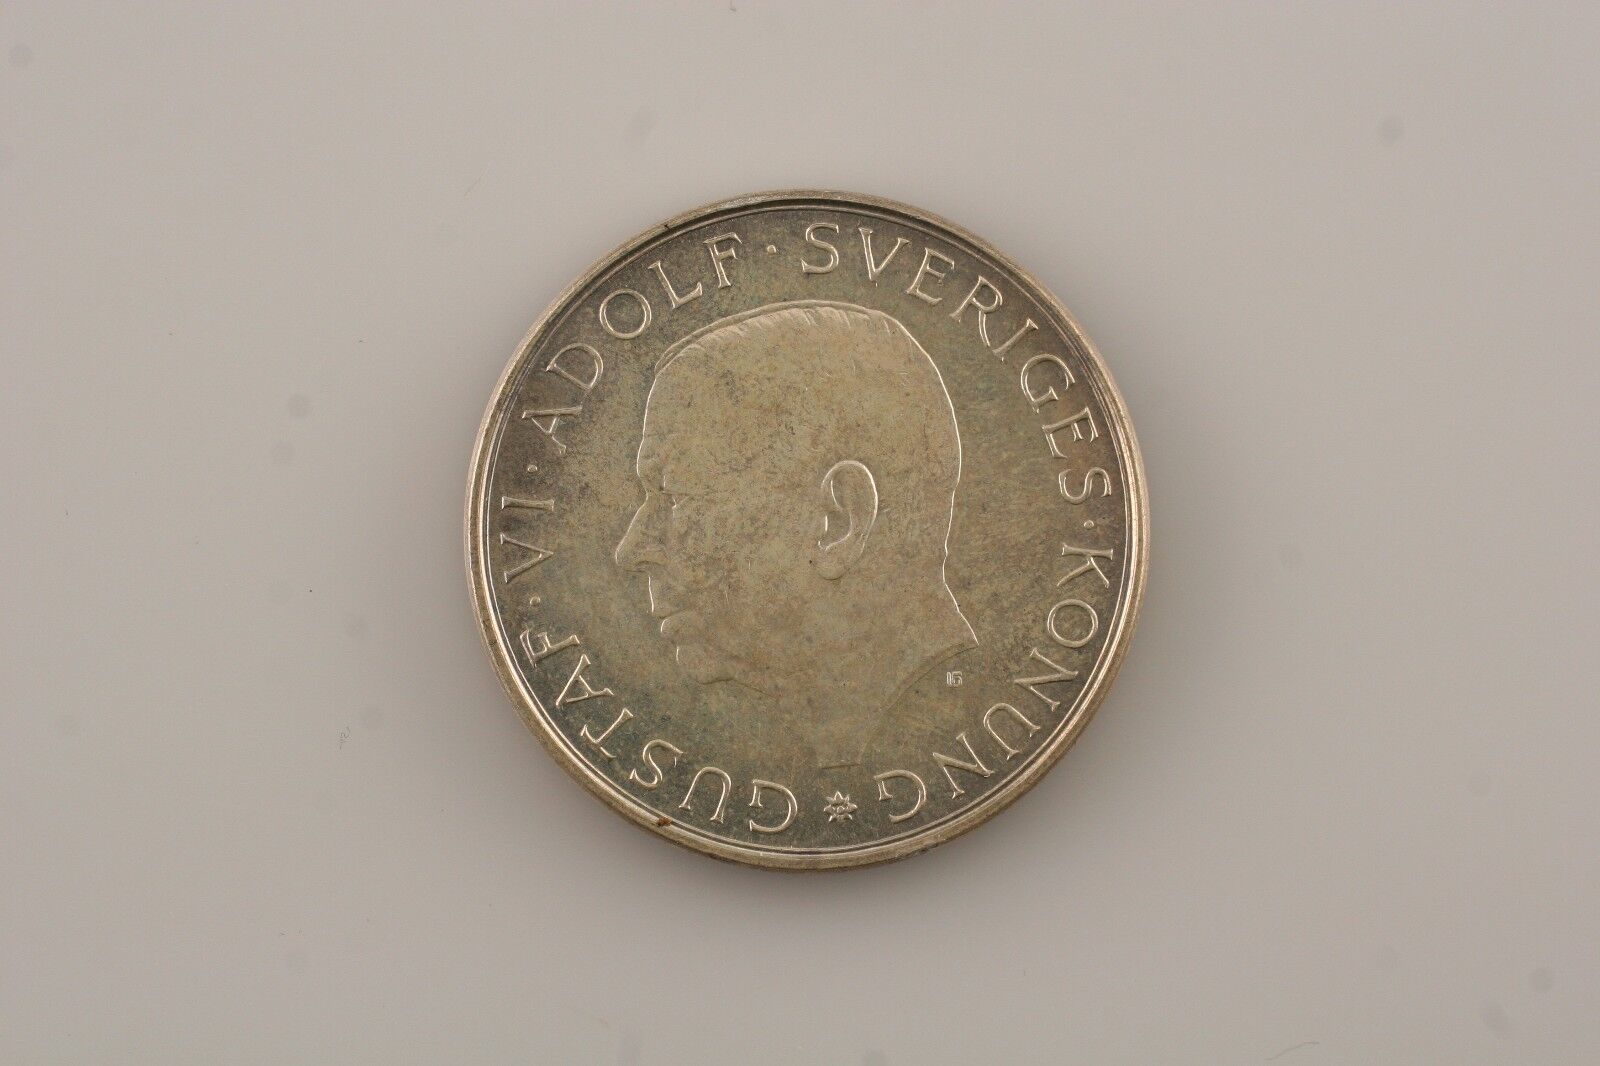 GUSTAF · VI · ADOLF · SVERIGES · KONUNG